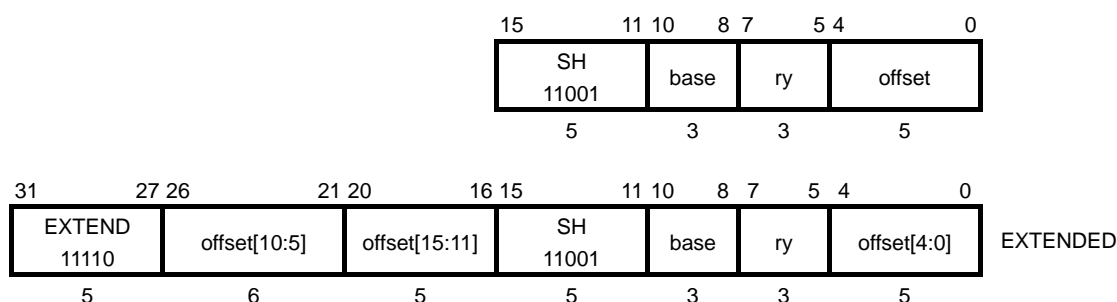 15 11 10 8 7 5 4 0
SH
11001 base ry offset
5 3 3 5
31 27 26 21 20 16 15 11 10 8 7 5 4 0
EXTEND
11110 offset[10:5] offset[15:11] SH
11001 base ry offset[4:0] EXTENDED
5 6 5 5 3 3 5